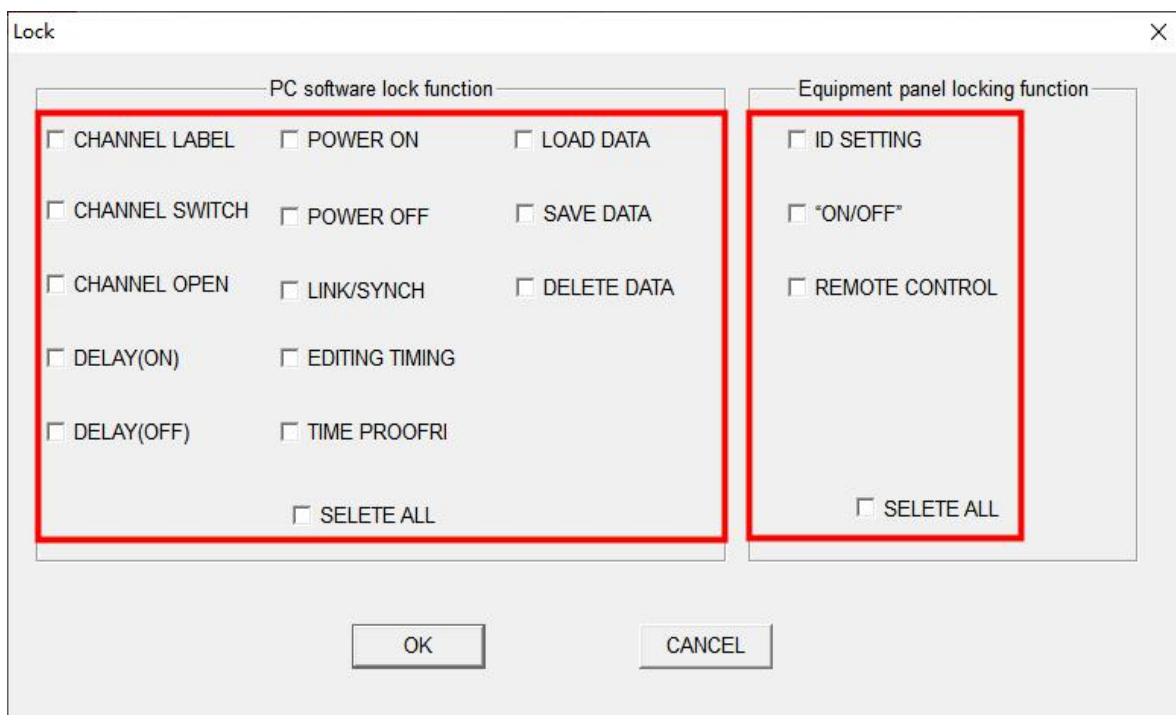 Lock
PC software lock function
Equipment panel locking function
CHANNEL LABEL
POWER ON
LOAD DATA
ID SETTING
CHANNEL SWITCH
POWER OFF
SAVE DATA
“ON/OFF”
CHANNEL OPEN
LINK/SYNCH
DELETE DATA
REMOTE CONTROL
DELAY(ON)
EDITING TIMING
DELAY(OFF)
TIME PROOFRI
SELETE ALL
SELETE ALL
OK
CANCEL